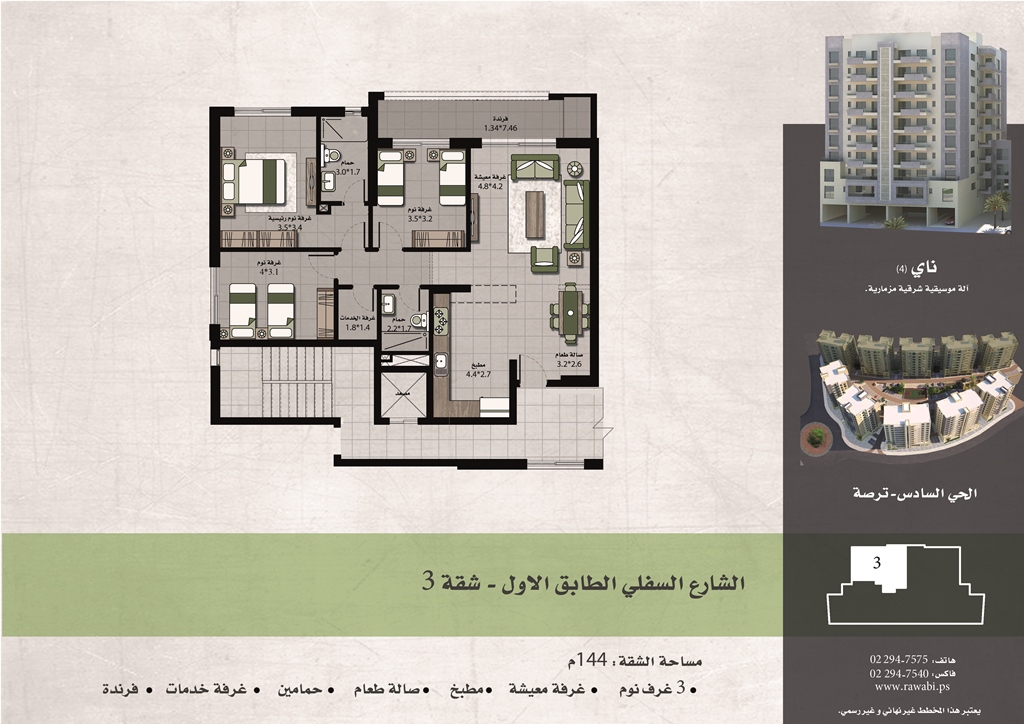 فرندة
1.34*7.46
حمام
3.0*1.7
غرفة معيشة
4.8*4.2
غرفة نوم
3.5*3.2
غرفة نوم رئيسية
3.5*3.4
غرفة نوم
4*3.1
غرفة الخدمات
1.8*1.4
حمام
2.2*1.7
صالة طعام
3.2*2.6
مطبخ
4.4*2.7
مصعد
ناي (4)
آلة موسيقية شرقية مزمارية.
الحي السادس-ترصة
3
الشارع السفلي الطابق الاول - شقة 3
مساحة الشقة: 144م
• 3 غرف نوم • غرفة معيشة • مطبخ • صالة طعام • حمامين • غرفة خدمات • فرندة
هاتف: 02 294-7575
فاكس: 02 294-7540
www.rawabi.ps
يعتبر هذا المخطط غير نهائي و غير رسمي.